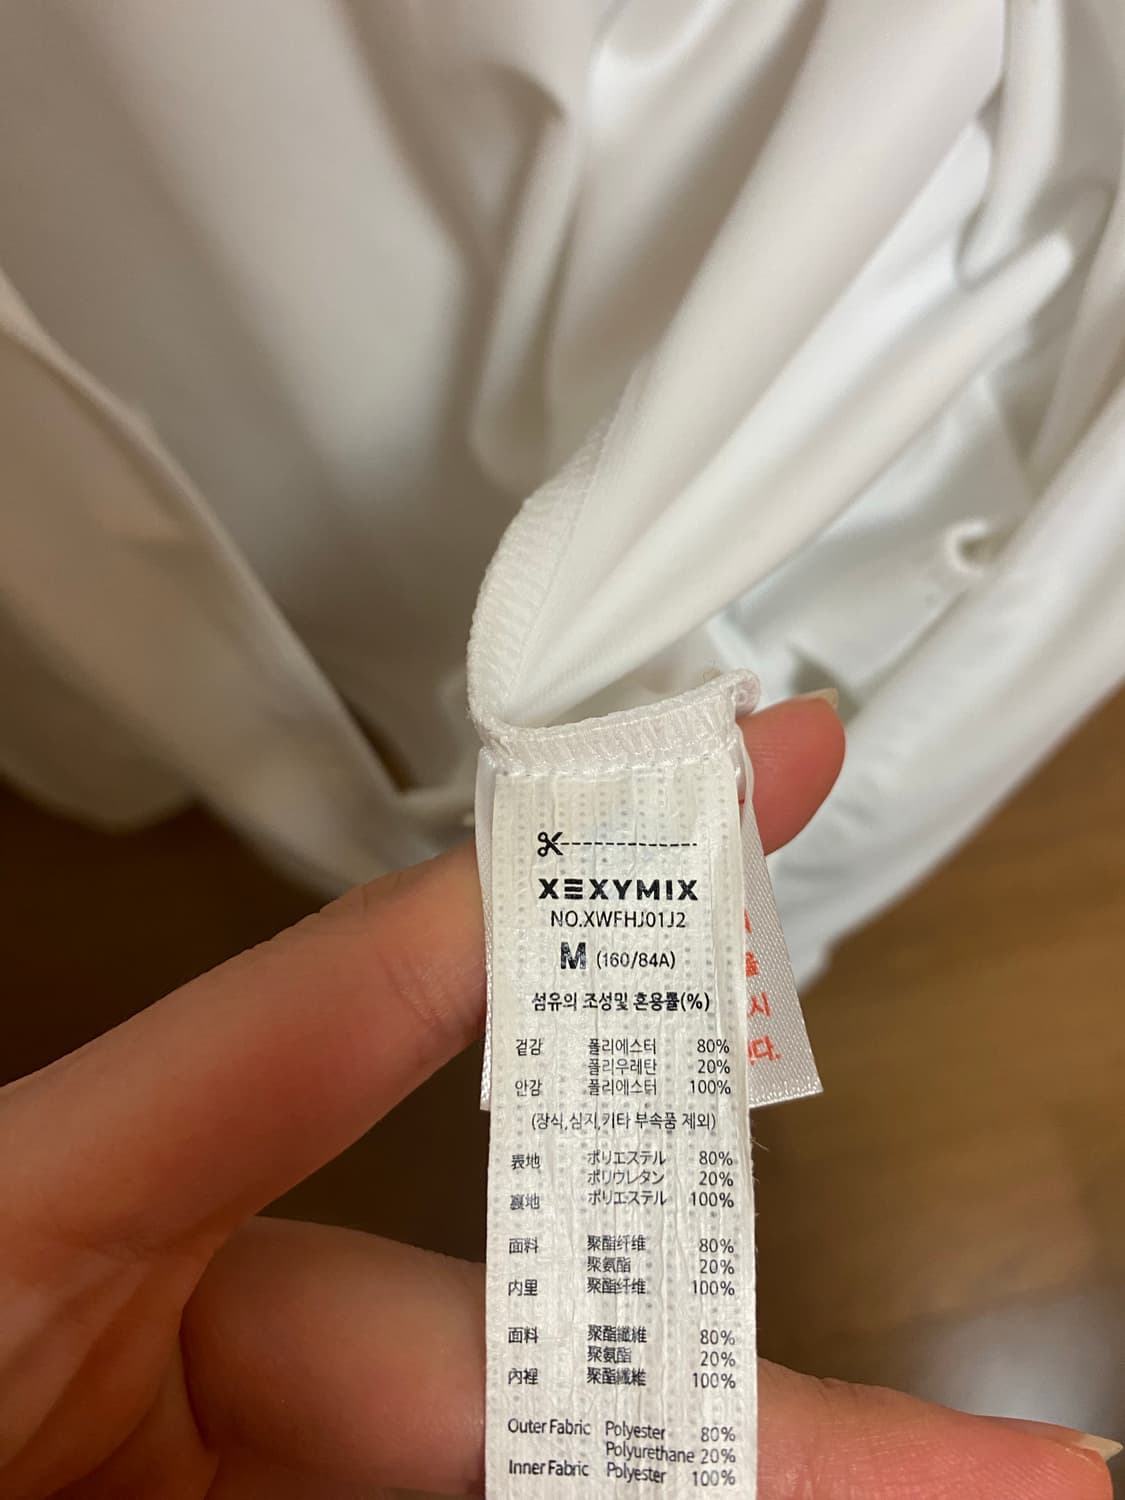 XEXYMIX
NO.XWFHJ01J2
M (160/84A)
섬유의 조성및 혼용률(%)
겉감 폴리에스터 80%
폴리우레탄 20%
안감 폴리에스터 100%
(장식,심지,키타 부속품 제외)
表地 ポリエステル 80%
ポリウレタン 20%
裏地 ポリエステル 100%
面料 聚酯纤维 80%
聚氨酯 20%
内里 聚酯纤维 100%
面料 聚酯纖維 80%
聚氨酯 20%
內裡 聚酯纖維 100%
Outer Fabric Polyester 80%
Polyurethane 20%
Inner Fabric Polyester 100%
을
시
다.